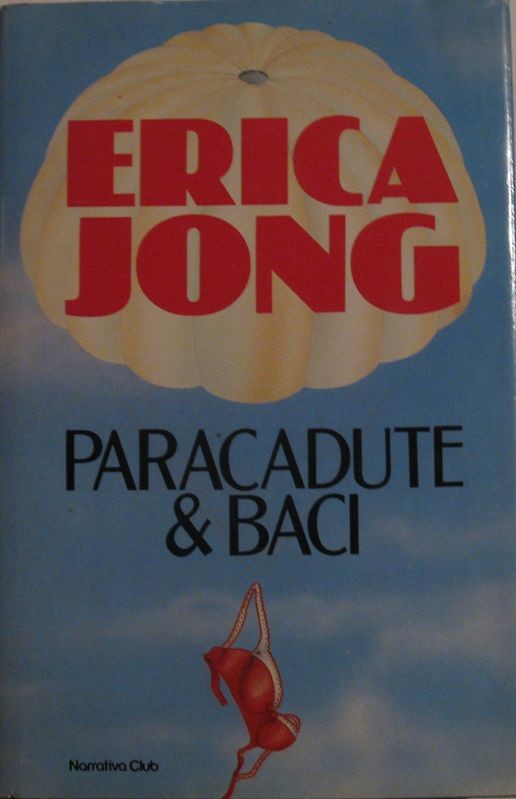 ERICA
JONG
PARACADUTE
& BACI
Narrativa Club